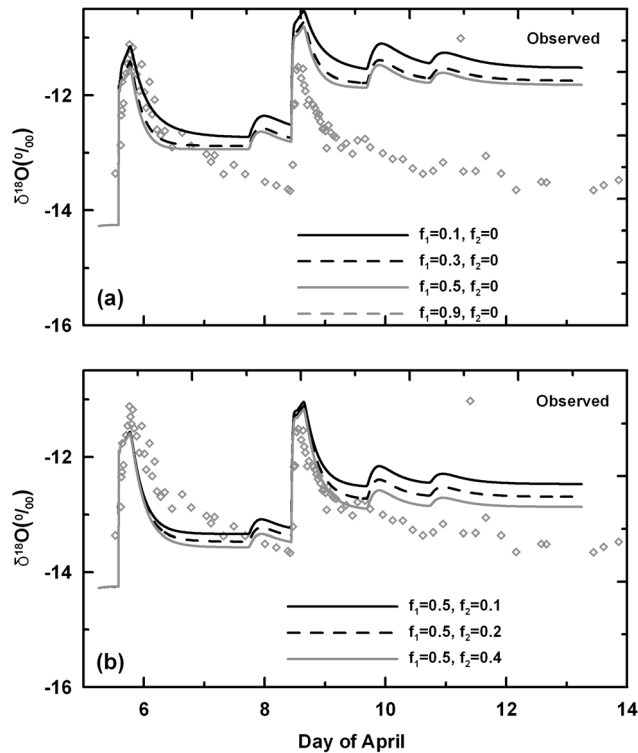 Observed
-12
-14
-16
δ¹⁸O(⁰/₀₀)
f₁=0.1, f₂=0
f₁=0.3, f₂=0
f₁=0.5, f₂=0
f₁=0.9, f₂=0
(a)
Observed
-12
-14
-16
δ¹⁸O(⁰/₀₀)
f₁=0.5, f₂=0.1
f₁=0.5, f₂=0.2
f₁=0.5, f₂=0.4
(b)
6 8 10 12 14
Day of April